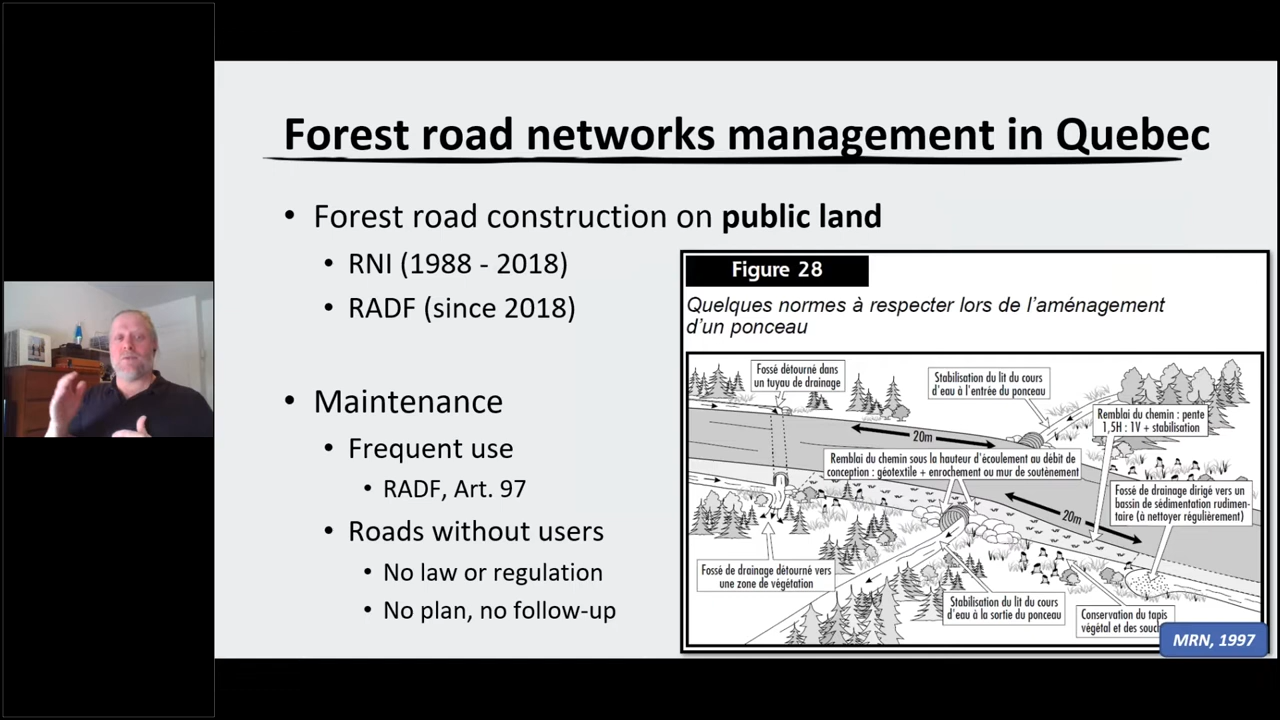 Forest road networks management in Quebec
• Forest road construction on public land
• RNI (1988 - 2018)
• RADF (since 2018)
• Maintenance
• Frequent use
• RADF, Art. 97
• Roads without users
• No law or regulation
• No plan, no follow-up
Figure 28
Quelques normes à respecter lors de l'aménagement
d'un ponceau
Fossé détourné dans
un tuyau de drainage
Stabilisation du lit du cours
d'eau à l'entrée du ponceau
Remblai du chemin : pente
1,5H : 1V + stabilisation
20m
Remblai du chemin sous la hauteur d'écoulement au débit de
conception : géotextile + enrochement ou mur de soutènement
Fossé de drainage dirigé vers un
bassin de sédimentation rudimen-
taire (à nettoyer régulièrement)
20m
Fossé de drainage détourné vers
une zone de végétation
Stabilisation du lit du cours
d'eau à la sortie du ponceau
Conservation du tapis
végétal et des
MRN, 1997